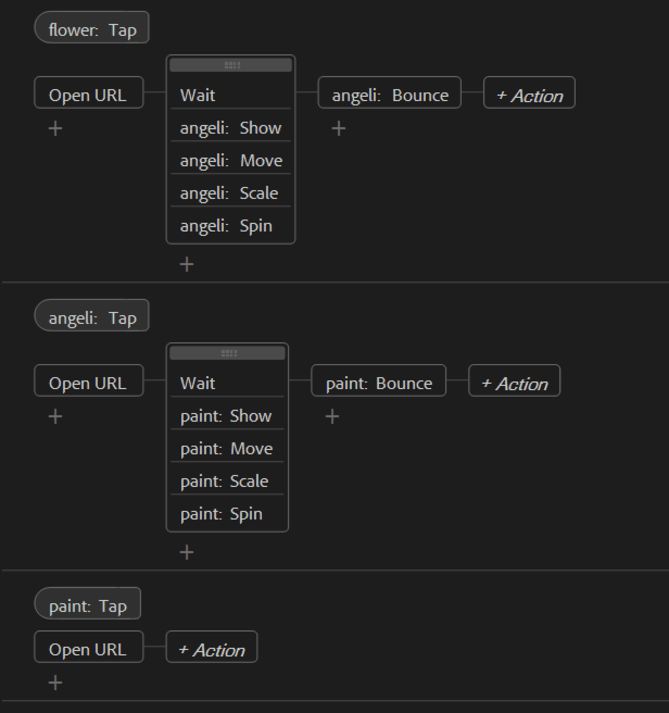 flower: Tap
Open URL
Wait
angeli: Show
angeli: Move
angeli: Scale
angeli: Spin
angeli: Bounce
+ Action
+
+
+
angeli: Tap
Open URL
Wait
paint: Show
paint: Move
paint: Scale
paint: Spin
paint: Bounce
+ Action
+
+
+
paint: Tap
Open URL
+ Action
+